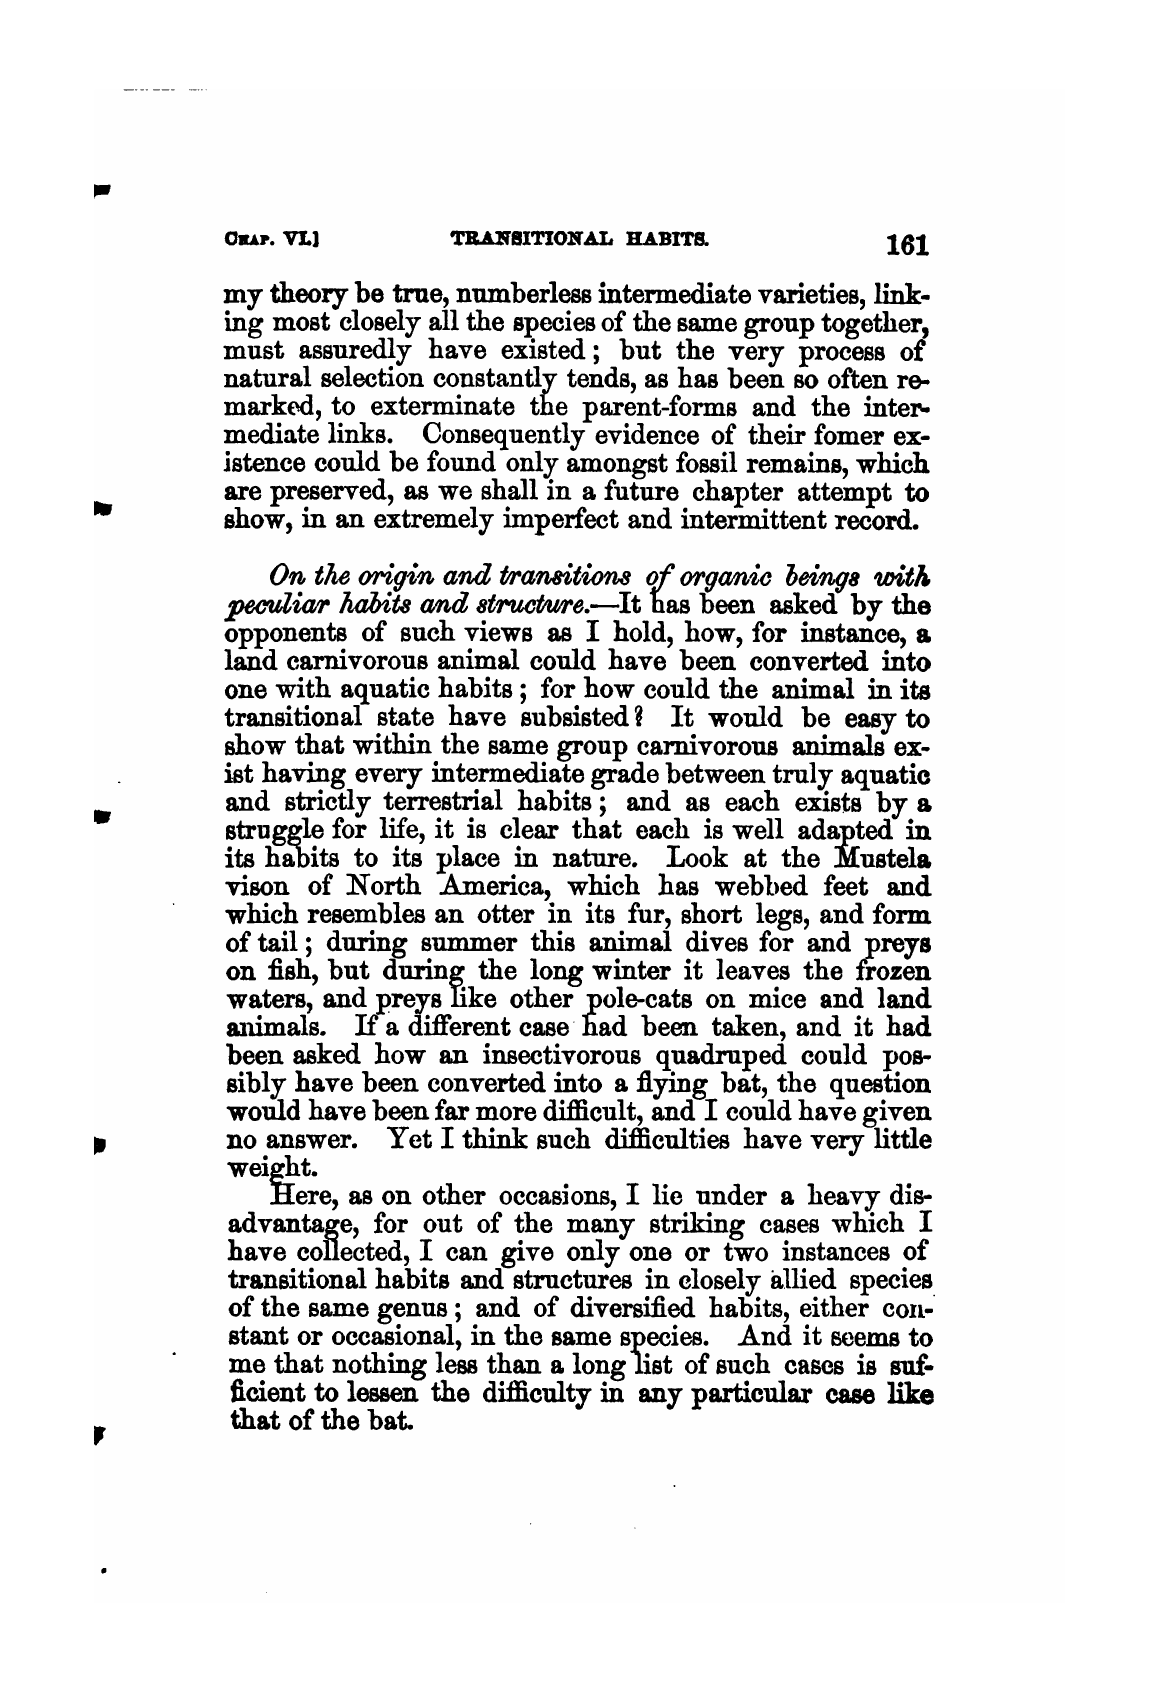 CHAP. VI.] TRANSITIONAL HABITS. 161
my theory be true, numberless intermediate varieties, link-
ing most closely all the species of the same group together,
must assuredly have existed; but the very process of
natural selection constantly tends, as has been so often re-
marked, to exterminate the parent-forms and the inter-
mediate links. Consequently evidence of their fomer ex-
istence could be found only amongst fossil remains, which
are preserved, as we shall in a future chapter attempt to
show, in an extremely imperfect and intermittent record.
On the origin and transitions of organic beings with
peculiar habits and structure.—It has been asked by the
opponents of such views as I hold, how, for instance, a
land carnivorous animal could have been converted into
one with aquatic habits; for how could the animal in its
transitional state have subsisted? It would be easy to
show that within the same group carnivorous animals ex-
ist having every intermediate grade between truly aquatic
and strictly terrestrial habits; and as each exists by a
struggle for life, it is clear that each is well adapted in
its habits to its place in nature. Look at the Mustela
vison of North America, which has webbed feet and
which resembles an otter in its fur, short legs, and form
of tail; during summer this animal dives for and preys
on fish, but during the long winter it leaves the frozen
waters, and preys like other pole-cats on mice and land
animals. If a different case had been taken, and it had
been asked how an insectivorous quadruped could pos-
sibly have been converted into a flying bat, the question
would have been far more difficult, and I could have given
no answer. Yet I think such difficulties have very little
weight.
Here, as on other occasions, I lie under a heavy dis-
advantage, for out of the many striking cases which I
have collected, I can give only one or two instances of
transitional habits and structures in closely allied species
of the same genus; and of diversified habits, either con-
stant or occasional, in the same species. And it seems to
me that nothing less than a long list of such cases is suf-
ficient to lessen the difficulty in any particular case like
that of the bat.